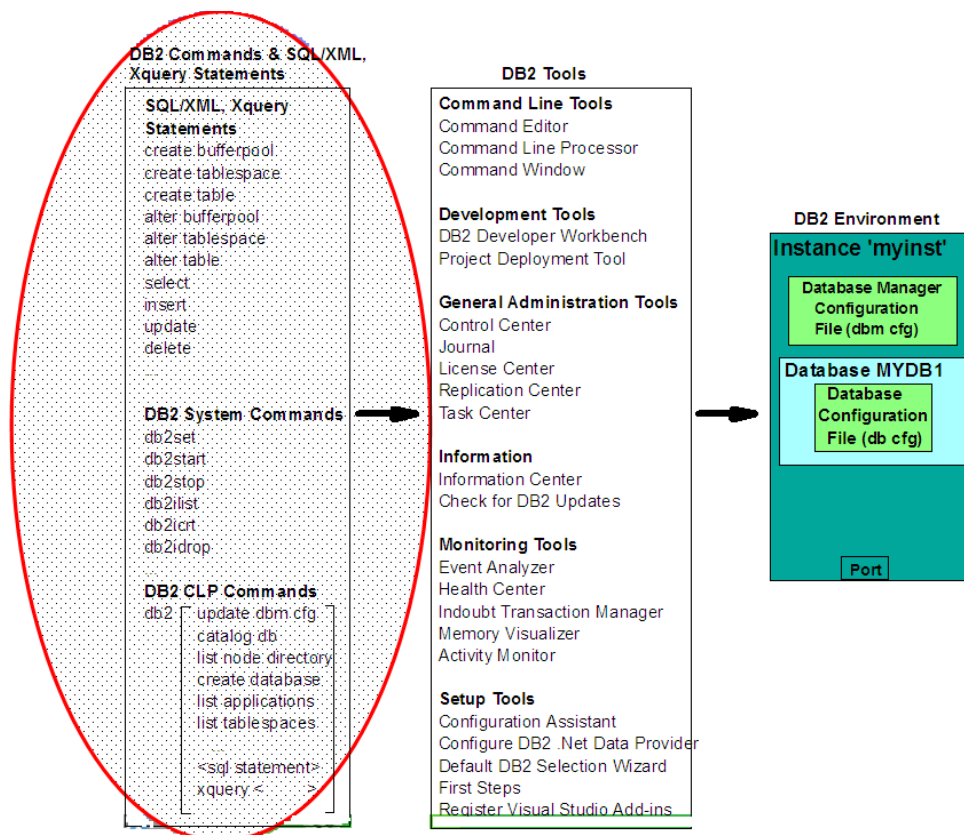 DB2 Commands & SQL/XML,
Xquery Statements
SQL/XML, Xquery
Statements
create bufferpool
create tablespace
create table
alter bufferpool
alter tablespace
alter table
select
insert
update
delete
...
DB2 System Commands
db2set
db2start
db2stop
db2ilist
db2icrt
db2idrop
...
DB2 CLP Commands
db2
update dbm cfg
catalog db
list node directory
create database
list applications
list tablespaces
...
<sql statement>
xquery < >
DB2 Tools
Command Line Tools
Command Editor
Command Line Processor
Command Window
Development Tools
DB2 Developer Workbench
Project Deployment Tool
General Administration Tools
Control Center
Journal
License Center
Replication Center
Task Center
Information
Information Center
Check for DB2 Updates
Monitoring Tools
Event Analyzer
Health Center
Indoubt Transaction Manager
Memory Visualizer
Activity Monitor
Setup Tools
Configuration Assistant
Configure DB2 .Net Data Provider
Default DB2 Selection Wizard
First Steps
Register Visual Studio Add-ins
DB2 Environment
Instance 'myinst'
Database Manager
Configuration
File (dbm cfg)
Database MYDB1
Database
Configuration
File (db cfg)
Port